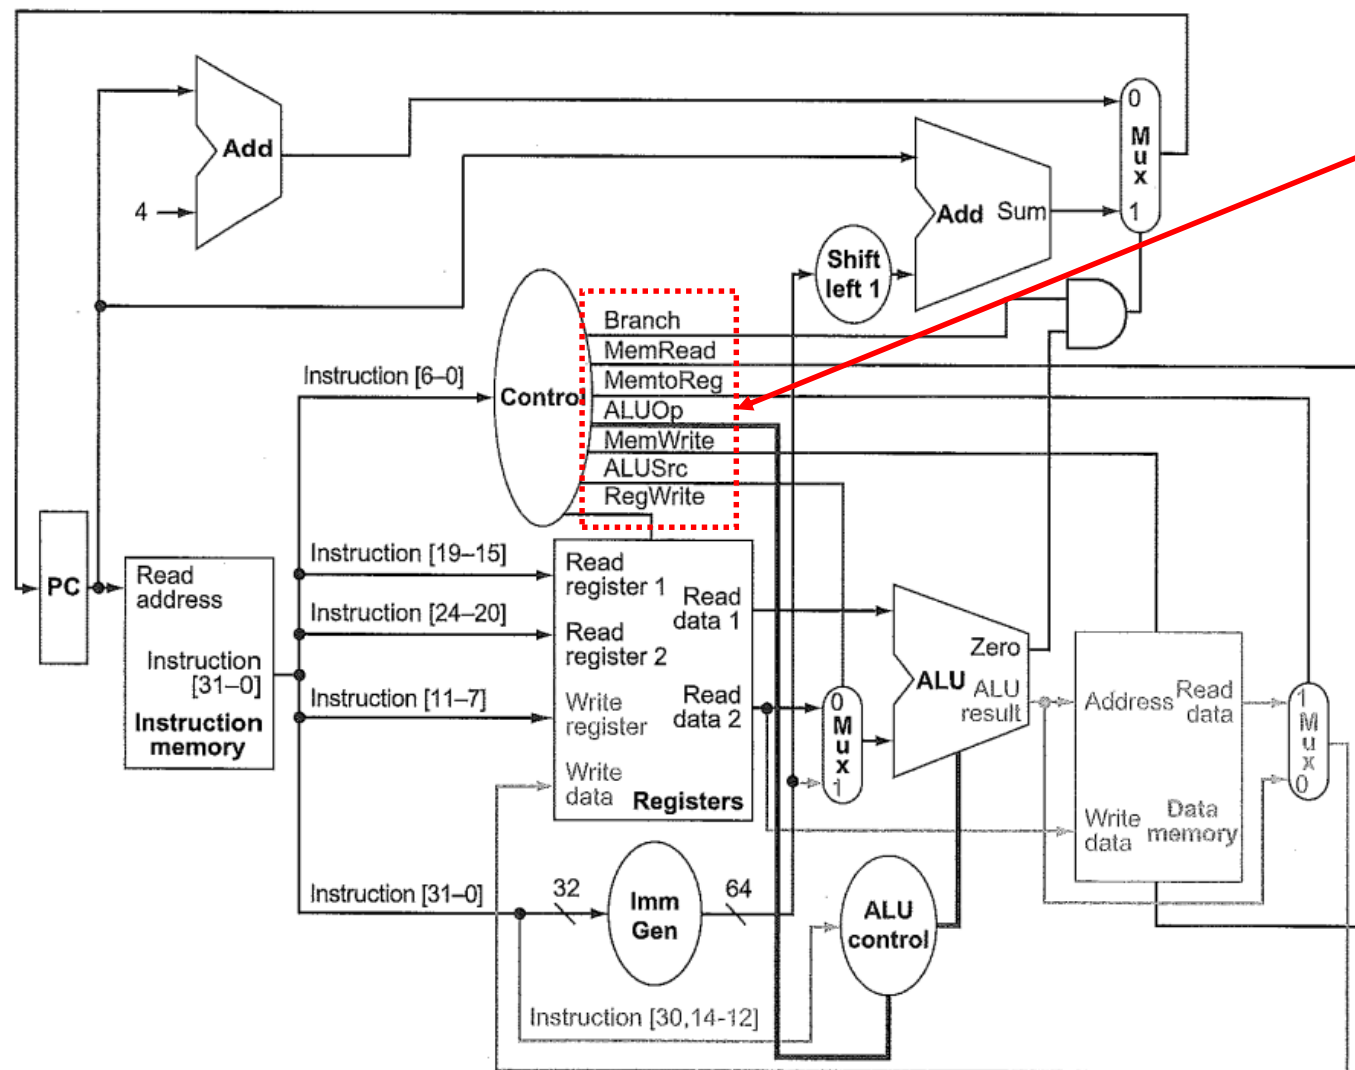 0
M
u
x
1
Add
4
Add Sum
Shift
left 1
Branch
MemRead
MemtoReg
ALUOp
MemWrite
ALUSrc
RegWrite
Instruction [6–0]
Control
Instruction [19–15]
Instruction [24–20]
Instruction [11–7]
PC
Read
address
Instruction
[31–0]
Instruction
memory
Read
register 1
Read
register 2
Write
register
Write
data
Registers
Read
data 1
Read
data 2
0
M
u
x
1
Zero
ALU
ALU
result
Address
Read
data
Write
data
Data
memory
1
M
u
x
0
Instruction [31–0]
32
Imm
Gen
64
ALU
control
Instruction [30,14-12]